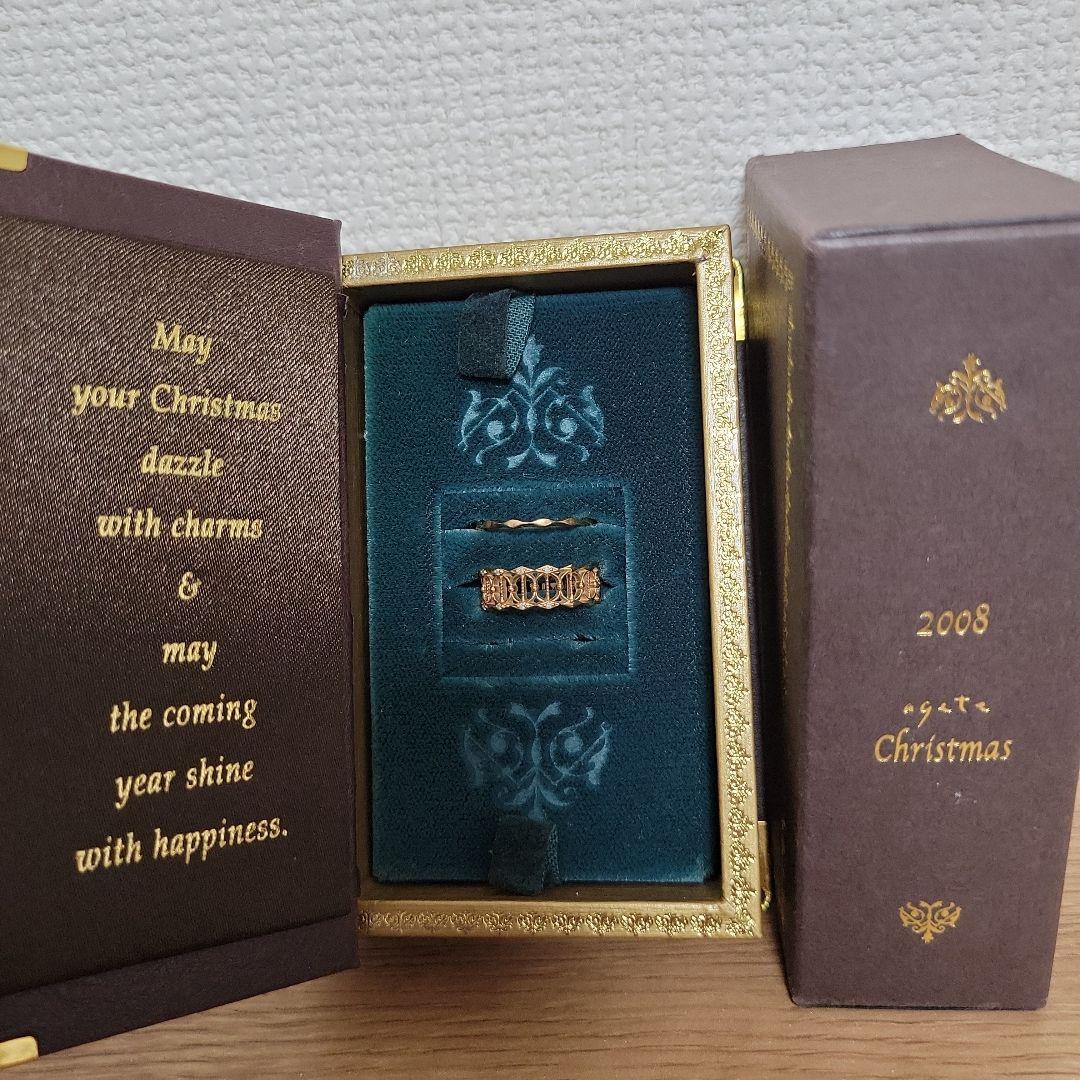 May
your Christmas
dazzle
with charms
&
may
the coming
year shine
with happiness.
2008
agete
Christmas